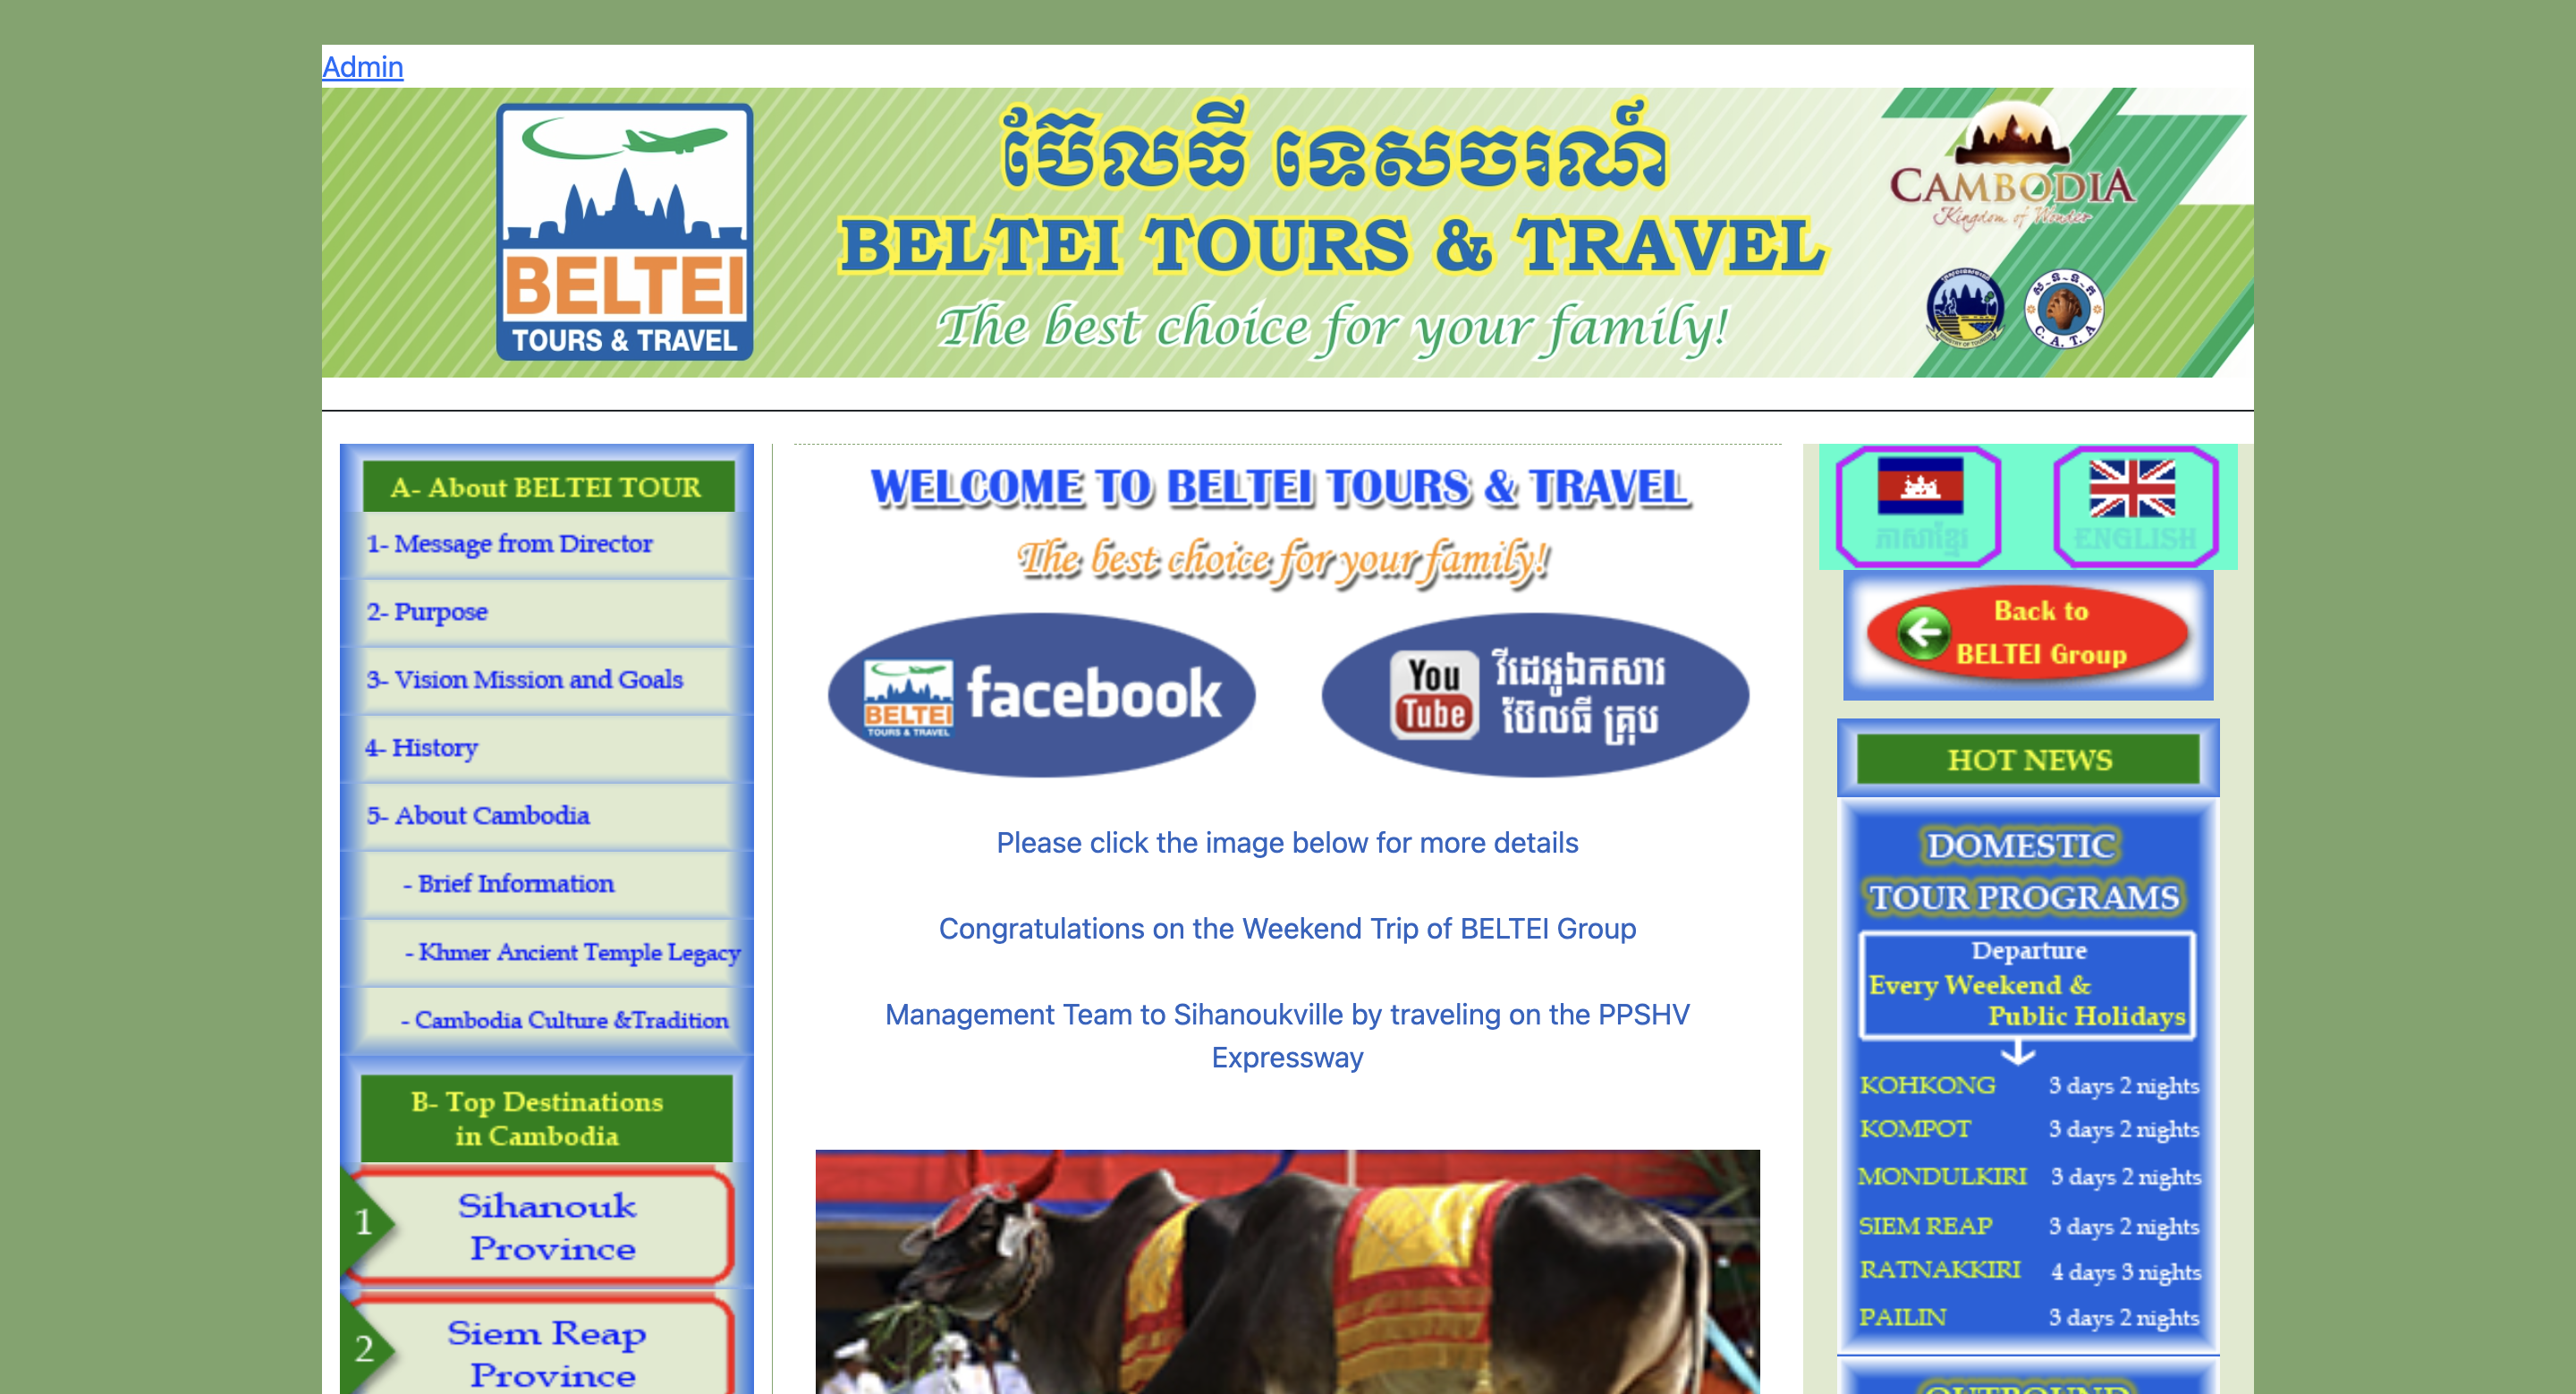 Admin
BELTEI
TOURS & TRAVEL
ប៊ែលធី ទេសចរណ៍
BELTEI TOURS & TRAVEL
The best choice for your family!
CAMBODIA
Kingdom of Wonder
MINISTRY OF TOURISM
C. A. T. A
A- About BELTEI TOUR
1- Message from Director
2- Purpose
3- Vision Mission and Goals
4- History
5- About Cambodia
- Brief Information
- Khmer Ancient Temple Legacy
- Cambodia Culture &Tradition
B- Top Destinations
in Cambodia
1
Sihanouk
Province
2
Siem Reap
Province
WELCOME TO BELTEI TOURS & TRAVEL
The best choice for your family!
BELTEI
TOURS & TRAVEL
facebook
You
Tube
វីដេអូឯកសារ
ប៊ែលធី គ្រុប
Please click the image below for more details
Congratulations on the Weekend Trip of BELTEI Group
Management Team to Sihanoukville by traveling on the PPSHV
Expressway
ភាសាខ្មែរ
ENGLISH
Back to
BELTEI Group
HOT NEWS
DOMESTIC
TOUR PROGRAMS
Departure
Every Weekend &
Public Holidays
KOHKONG 3 days 2 nights
KOMPOT 3 days 2 nights
MONDULKIRI 3 days 2 nights
SIEM REAP 3 days 2 nights
RATNAKKIRI 4 days 3 nights
PAILIN 3 days 2 nights
OUTBOUND